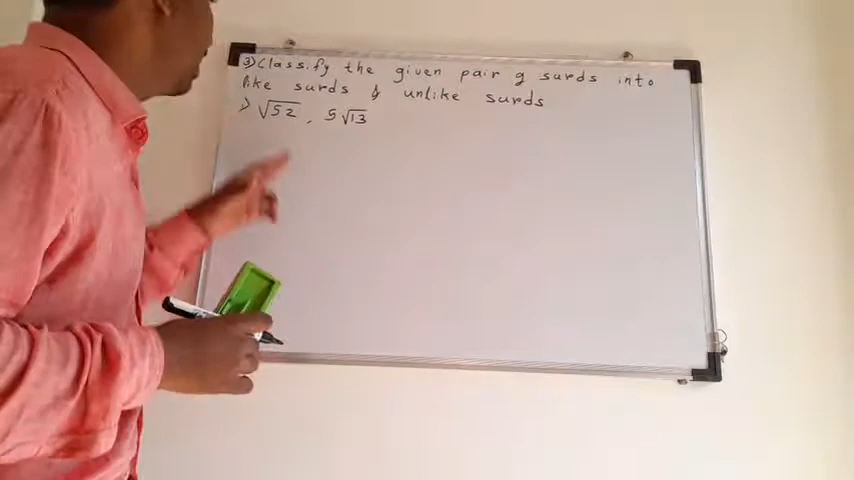 3) Classify the given pair of surds into
like surds & unlike surds
i) √52 , 5√13